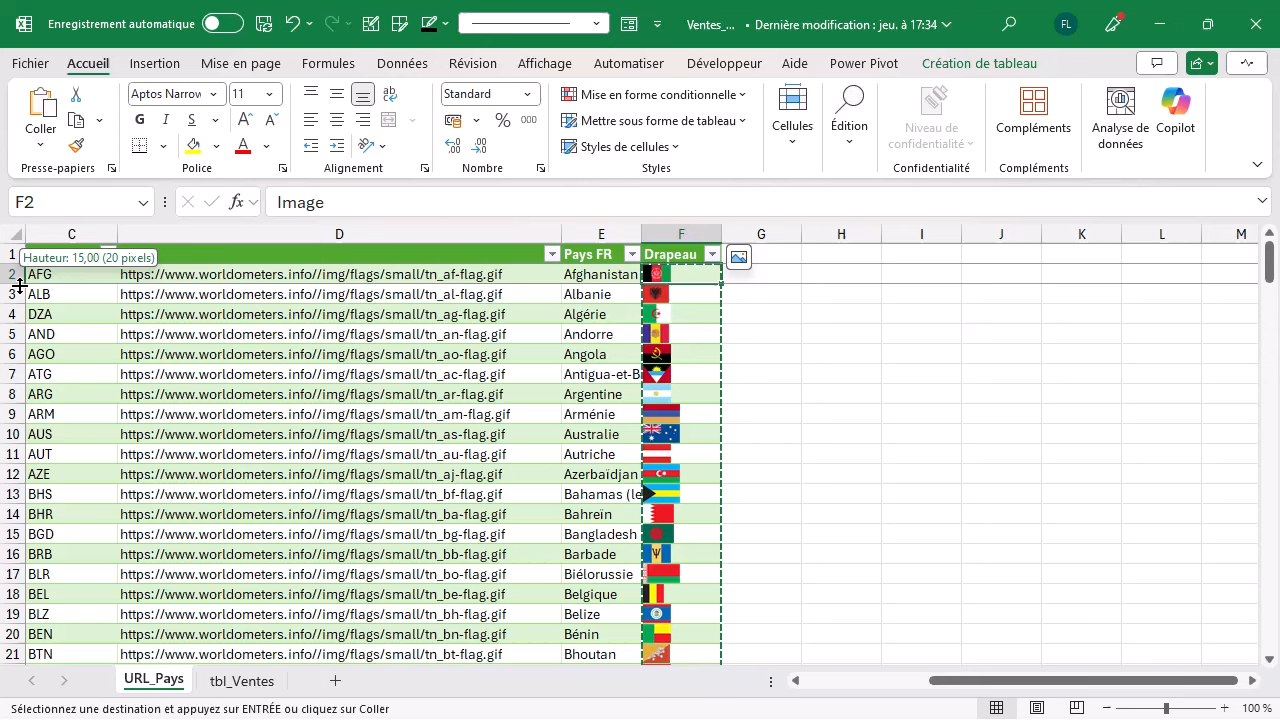 Enregistrement automatique
Ventes_... • Dernière modification : jeu. à 17:34
FL
Fichier Accueil Insertion Mise en page Formules Données Révision Affichage Automatiser Développeur Aide Power Pivot Création de tableau
Coller
Presse-papiers
Aptos Narrow 11
G I S
Police
Alignement
Standard
% 000
Nombre
Mise en forme conditionnelle
Mettre sous forme de tableau
Styles de cellules
Styles
Cellules
Édition
Niveau de
confidentialité
Confidentialité
Compléments
Compléments
Analyse de
données
Copilot
F2 fx Image
C D E F G H I J K L M
1 Pays FR Drapeau
Hauteur: 15,00 (20 pixels)
2 AFG https://www.worldometers.info//img/flags/small/tn_af-flag.gif Afghanistan
3 ALB https://www.worldometers.info//img/flags/small/tn_al-flag.gif Albanie
4 DZA https://www.worldometers.info//img/flags/small/tn_ag-flag.gif Algérie
5 AND https://www.worldometers.info//img/flags/small/tn_an-flag.gif Andorre
6 AGO https://www.worldometers.info//img/flags/small/tn_ao-flag.gif Angola
7 ATG https://www.worldometers.info//img/flags/small/tn_ac-flag.gif Antigua-et-B
8 ARG https://www.worldometers.info//img/flags/small/tn_ar-flag.gif Argentine
9 ARM https://www.worldometers.info//img/flags/small/tn_am-flag.gif Arménie
10 AUS https://www.worldometers.info//img/flags/small/tn_as-flag.gif Australie
11 AUT https://www.worldometers.info//img/flags/small/tn_au-flag.gif Autriche
12 AZE https://www.worldometers.info//img/flags/small/tn_aj-flag.gif Azerbaïdjan
13 BHS https://www.worldometers.info//img/flags/small/tn_bf-flag.gif Bahamas (le
14 BHR https://www.worldometers.info//img/flags/small/tn_ba-flag.gif Bahreïn
15 BGD https://www.worldometers.info//img/flags/small/tn_bg-flag.gif Bangladesh
16 BRB https://www.worldometers.info//img/flags/small/tn_bb-flag.gif Barbade
17 BLR https://www.worldometers.info//img/flags/small/tn_bo-flag.gif Biélorussie
18 BEL https://www.worldometers.info//img/flags/small/tn_be-flag.gif Belgique
19 BLZ https://www.worldometers.info//img/flags/small/tn_bh-flag.gif Belize
20 BEN https://www.worldometers.info//img/flags/small/tn_bn-flag.gif Bénin
21 BTN https://www.worldometers.info//img/flags/small/tn_bt-flag.gif Bhoutan
URL_Pays tbl_Ventes
Sélectionnez une destination et appuyez sur ENTRÉE ou cliquez sur Coller
100 %